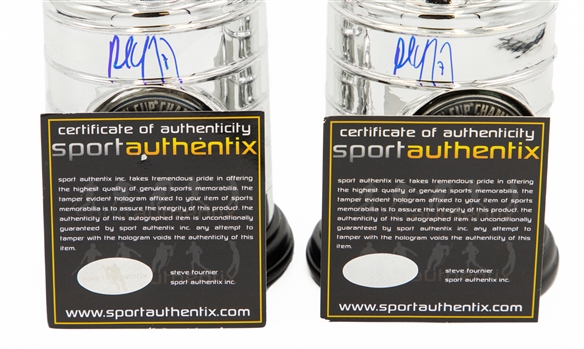 CUP CHAMP
certificate of authenticity
sportauthentix
sport authentix inc. takes tremendous pride in offering
the highest quality of genuine sports memorabilia. the
tamper evident hologram affixed to your item of sports
memorabilia is to assure the integrity of this product. the
authenticity of this autographed item is unconditionally
guaranteed by sport authentix inc. any attempt to
tamper with the hologram voids the authenticity of this
item.
steve fournier
sport authentix inc.
www.sportauthentix.com
CUP CHAMP
certificate of authenticity
sportauthentix
sport authentix inc. takes tremendous pride in offering
the highest quality of genuine sports memorabilia. the
tamper evident hologram affixed to your item of sports
memorabilia is to assure the integrity of this product. the
authenticity of this autographed item is unconditionally
guaranteed by sport authentix inc. any attempt to
tamper with the hologram voids the authenticity of this
item.
steve fournier
sport authentix inc.
www.sportauthentix.com